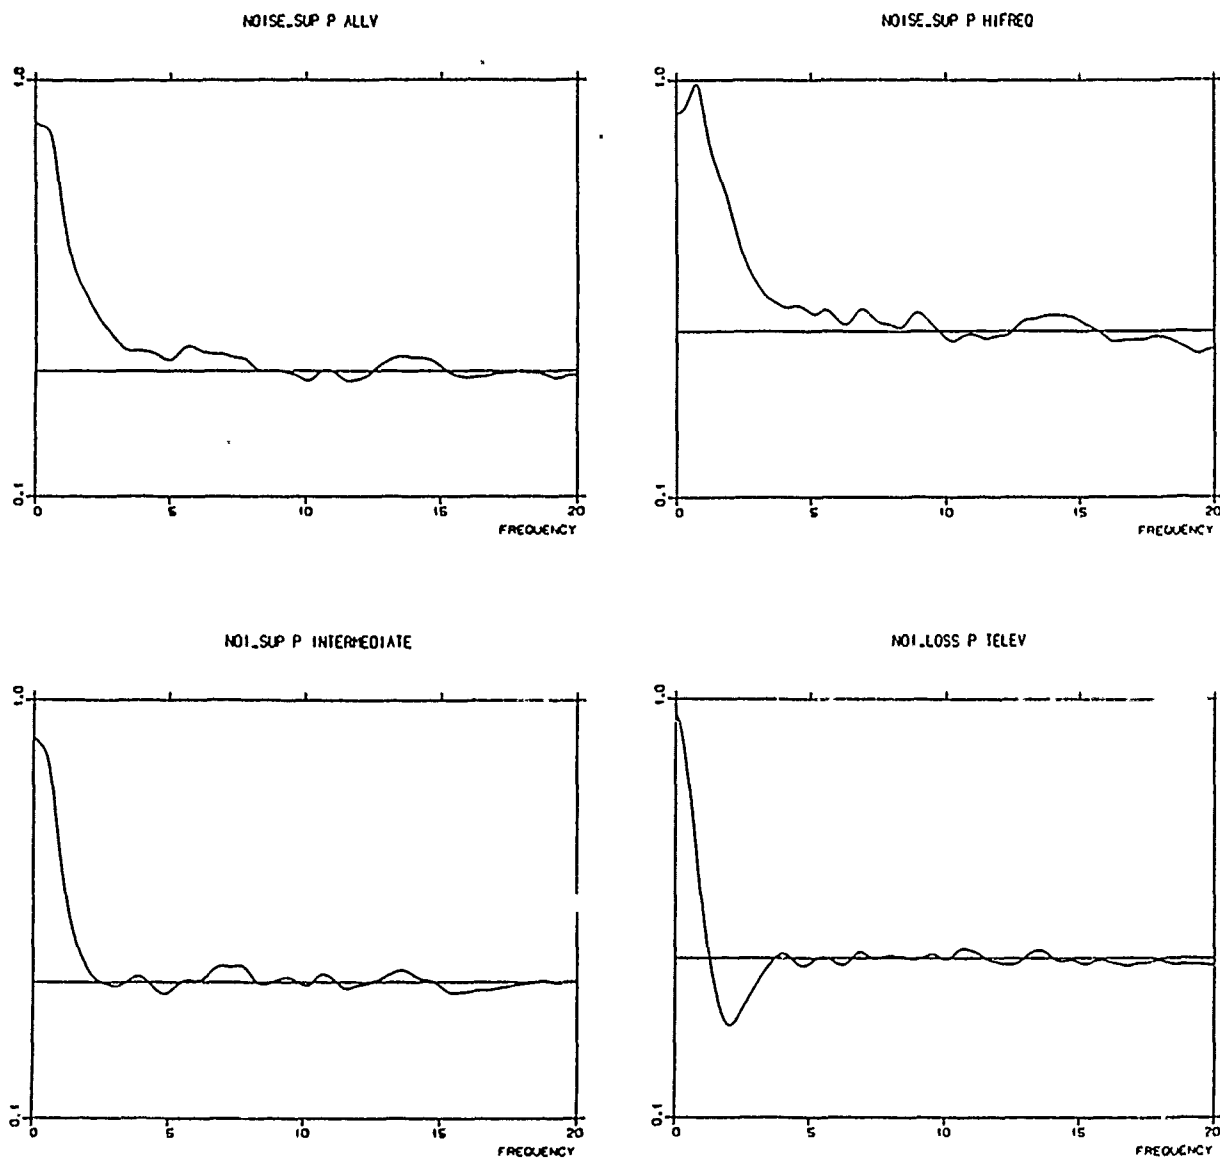 NOISE_SUP P ALLV
1.0
0.1
0 5 10 15 20
FREQUENCY
NOISE_SUP P HIFREQ
1.0
0.1
0 5 10 15 20
FREQUENCY
NOI_SUP P INTERMEDIATE
1.0
0.1
0 5 10 15 20
FREQUENCY
NOI_LOSS P TELEV
1.0
0.1
0 5 10 15 20
FREQUENCY